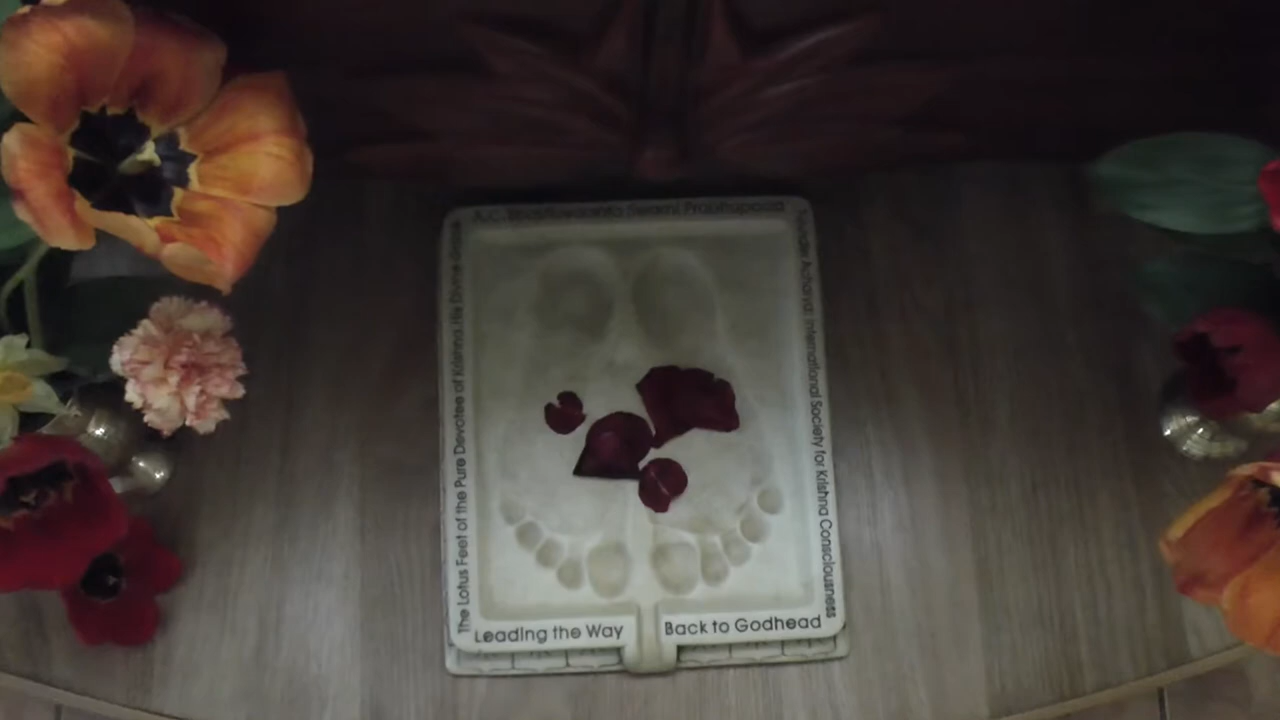 The Lotus Feet of the Pure Devotee of Krishna, His Divine Grace
A.C. Bhaktivedanta Swami Prabhupada
Founder Acharya: International Society for Krishna Consciousness
Leading the Way
Back to Godhead